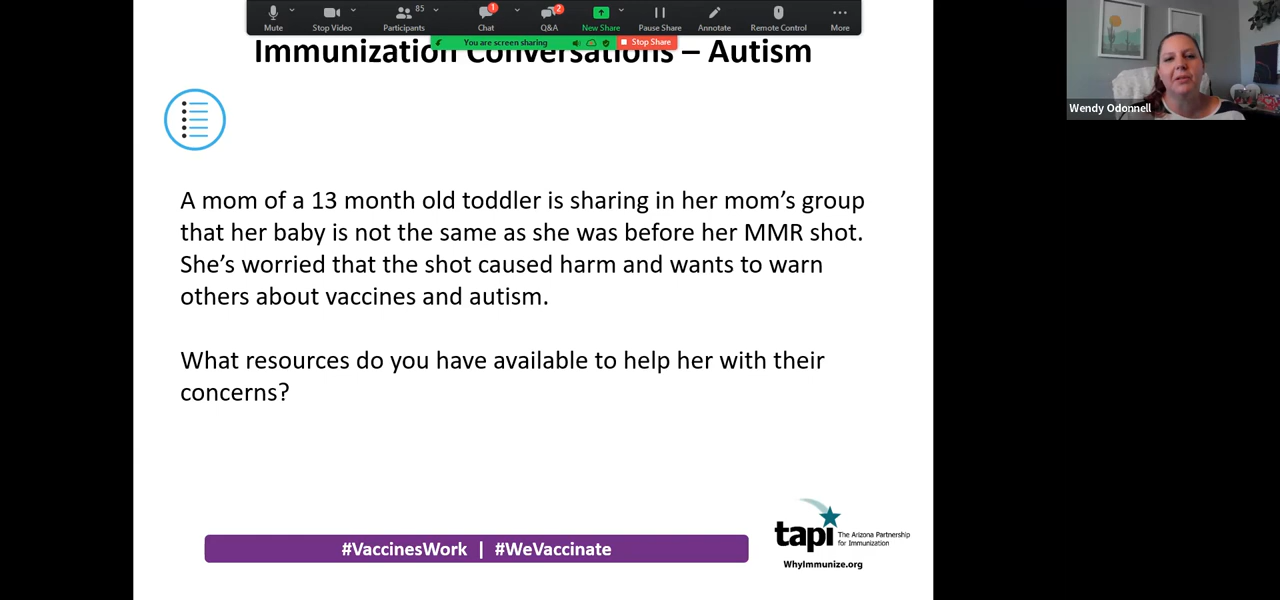 85
1
2
Mute
Stop Video
Participants
Chat
Q&A
New Share
Pause Share
Annotate
Remote Control
More
You are screen sharing
Stop Share
Immunization Conversations – Autism
Wendy Odonnell
A mom of a 13 month old toddler is sharing in her mom's group
that her baby is not the same as she was before her MMR shot.
She's worried that the shot caused harm and wants to warn
others about vaccines and autism.
What resources do you have available to help her with their
concerns?
#VaccinesWork | #WeVaccinate
tapi
The Arizona Partnership
for Immunization
WhyImmunize.org